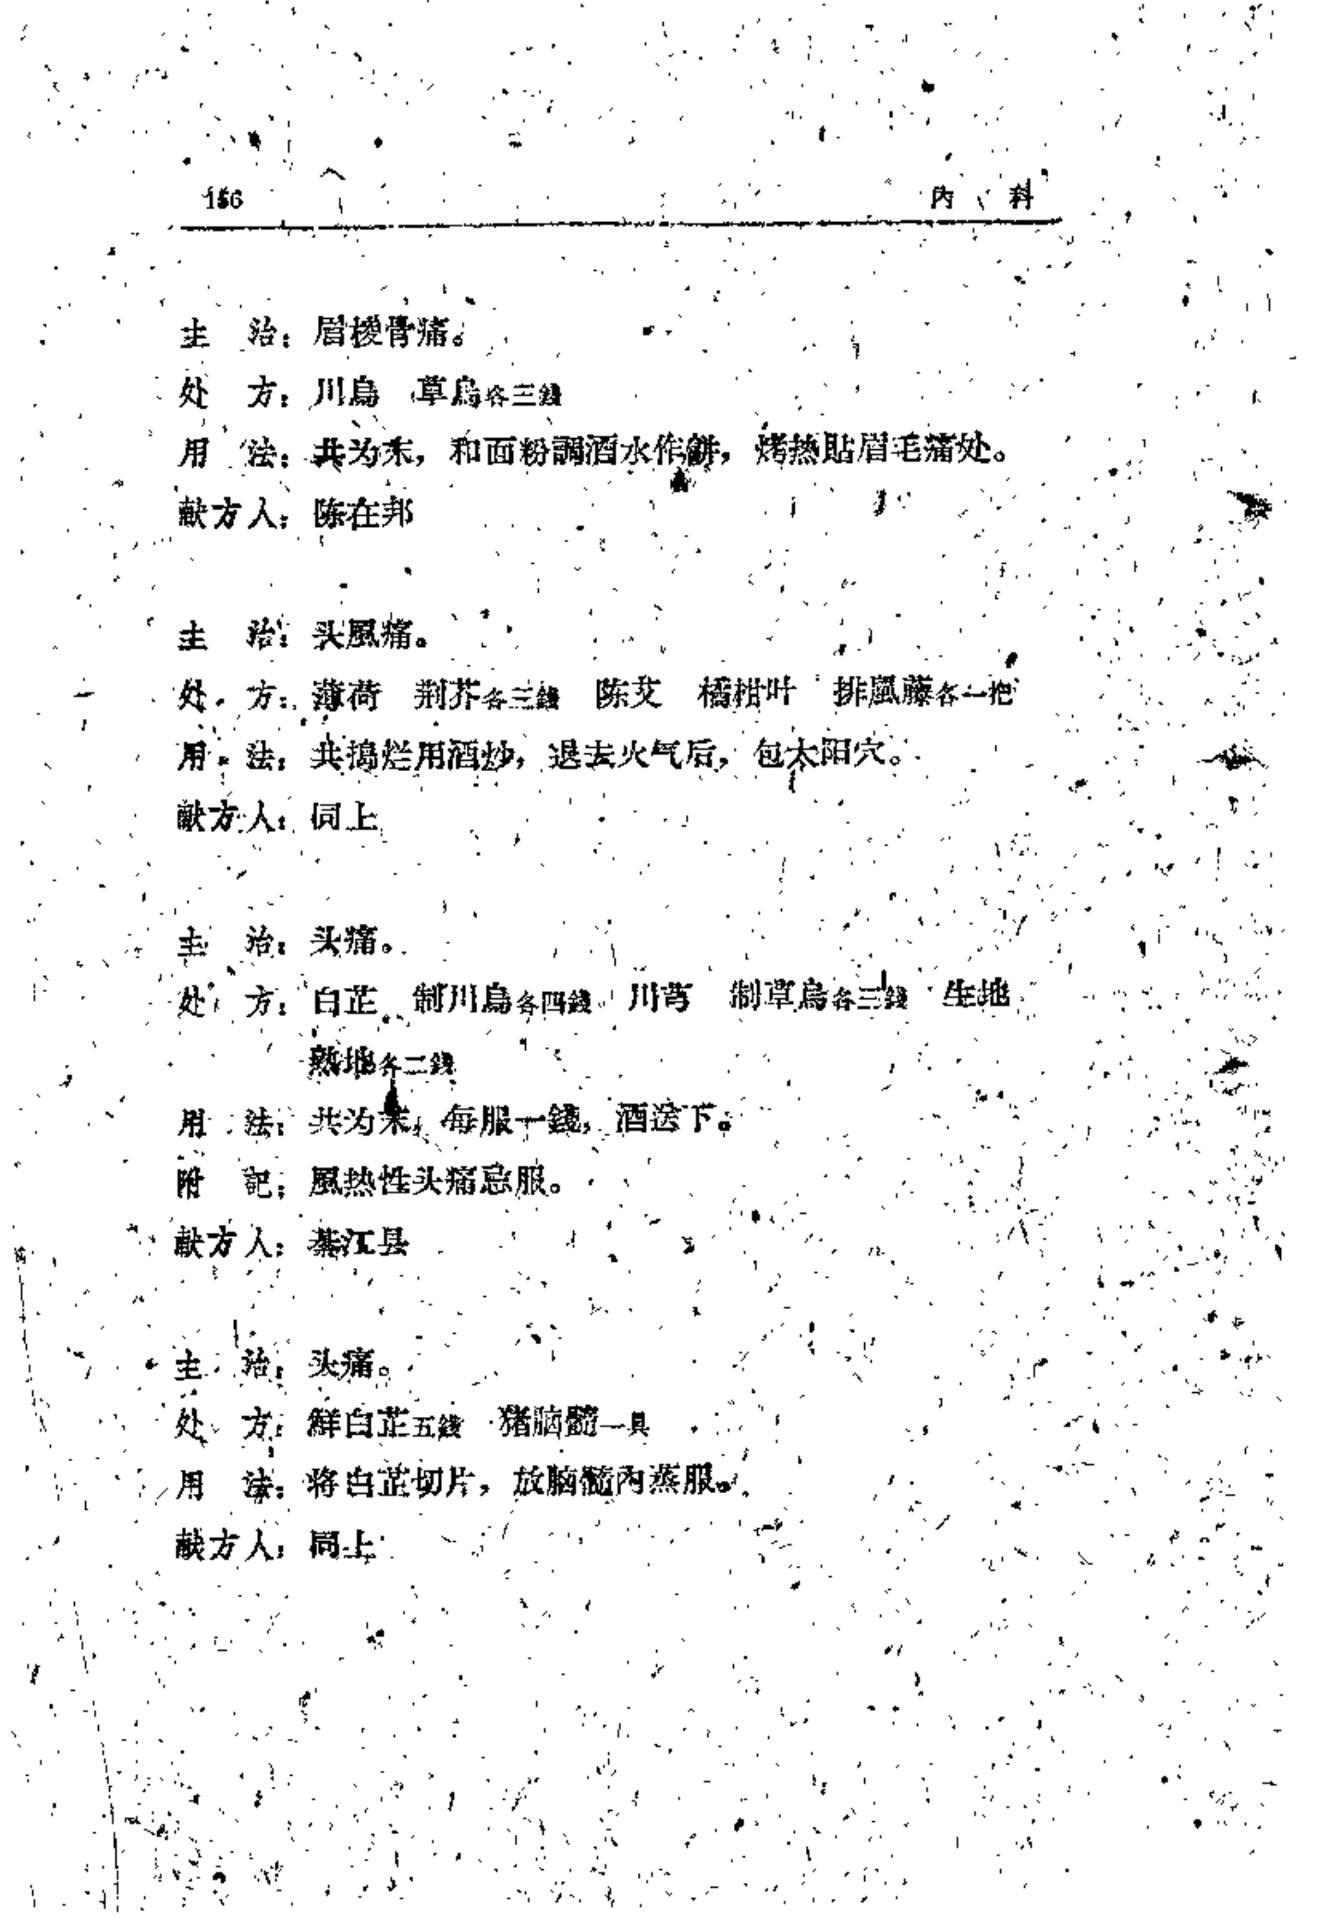 156 內 科
主 治：眉棱骨痛。
处 方：川烏 草烏各三錢
用 法：共为末，和面粉調酒水作餅，烤热貼眉毛痛处。
献方人：陈在邦
主 治：头風痛。
处 方：薄荷 荆芥各三錢 陈艾 橘柑叶 排風藤各一把
用 法：共搗烂用酒炒，退去火气后，包太阳穴。
献方人：同上
主 治：头痛。
处 方：白芷 制川烏各四錢 川芎 制草烏各三錢 生地
熟地各二錢
用 法：共为末，每服一錢，酒送下。
附 記：風热性头痛忌服。
献方人：綦江县
主 治：头痛。
处 方：鮮白芷五錢 猪脑髓一具
用 法：将白芷切片，放脑髓內蒸服。
献方人：同上